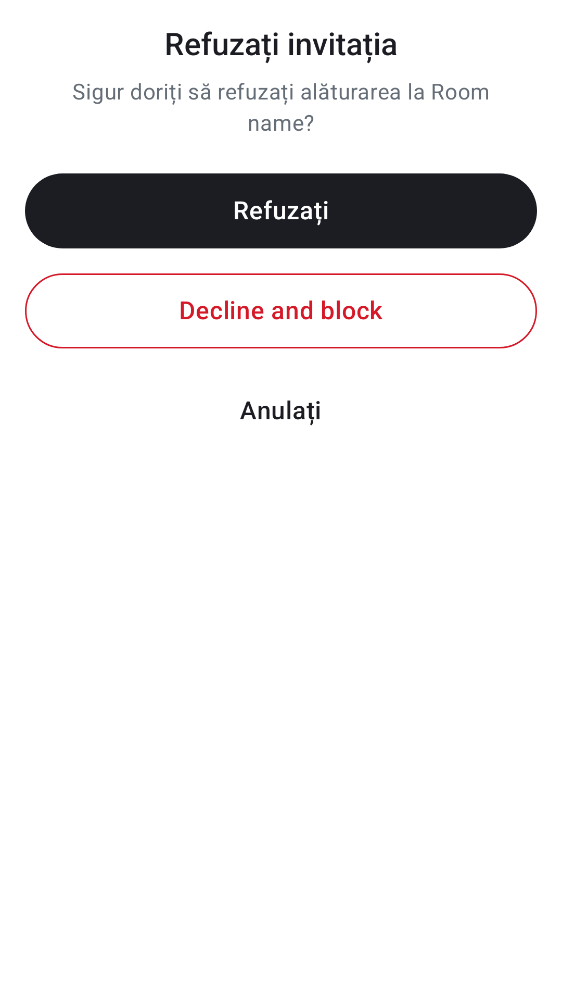 Refuzați invitația
Sigur doriți să refuzați alăturarea la Room
name?
Refuzați
Decline and block
Anulați